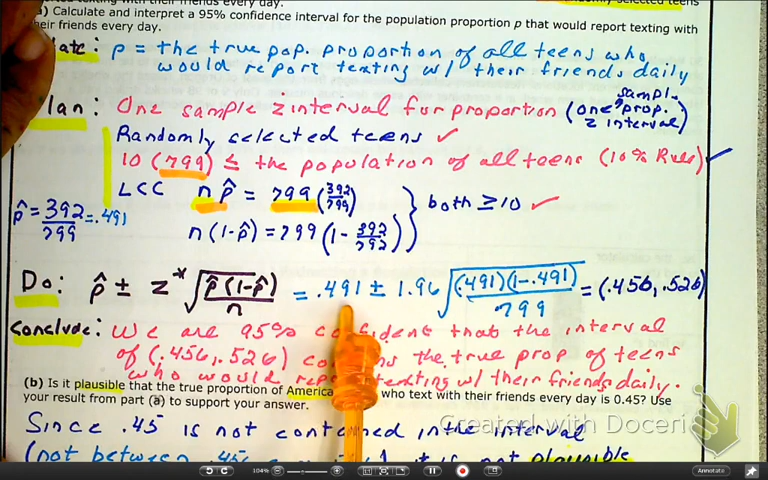 a) Calculate and interpret a 95% confidence interval for the population proportion p that would report texting with
their friends every day.
p = the true pop. proportion of all teens who
would report texting w/ their friends daily
Plan: One sample z interval for proportion (one sample prop. z interval)
Randomly selected teens ✓
10 (799) ≤ the population of all teens (10% Rule) ✓
LCC n p̂ = 799 (392/799)
p̂ = 392/799 = .491
both ≥ 10 ✓
n(1-p̂) = 799 (1 - 392/799)
Do: p̂ ± z* √(p̂(1-p̂)/n) = .491 ± 1.96 √((.491)(1-.491)/799) = (.456, .526)
Conclude: We are 95% confident that the interval
of (.456, .526) the true prop of teens
who would texting w/ their friends daily.
(b) Is it plausible that the true proportion of who text with their friends every day is 0.45? Use
your result from part (a) to support your answer.
Since .45 is not contained in the interval
(not between .456 it is not plausible
Created with Doceri
104%
Annotate